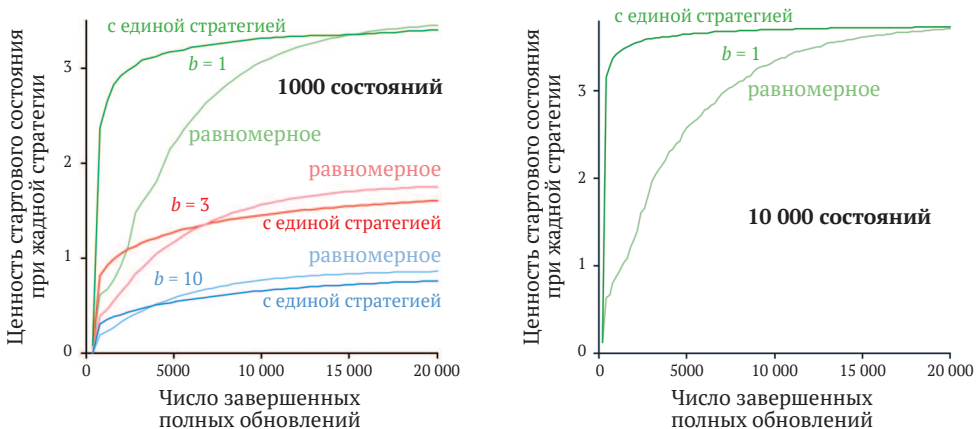 Ценность стартового состояния
при жадной стратегии
3
2
1
0
с единой стратегией
b = 1
1000 состояний
равномерное
равномерное
b = 3
с единой стратегией
равномерное
b = 10
с единой стратегией
0 5000 10 000 15 000 20 000
Число завершенных
полных обновлений
Ценность стартового состояния
при жадной стратегии
3
2
1
0
с единой стратегией
b = 1
равномерное
10 000 состояний
0 5000 10 000 15 000 20 000
Число завершенных
полных обновлений